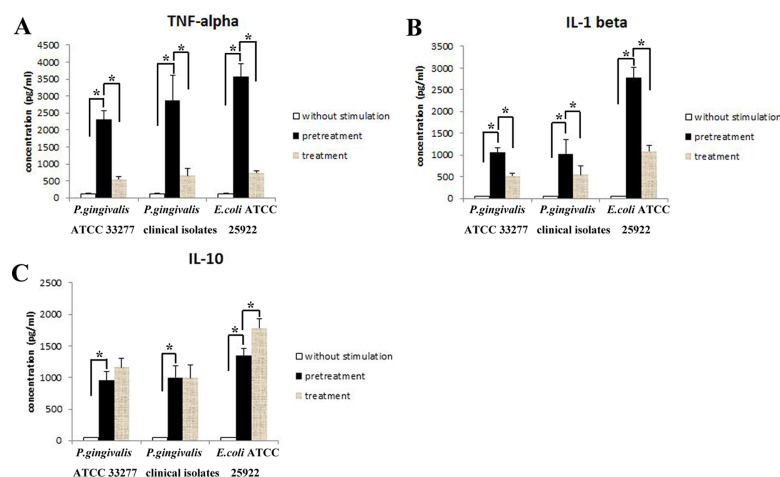 A
TNF-alpha
concentration (pg/ml)
4500
4000
3500
3000
2500
2000
1500
1000
500
0
* * * * * *
P.gingivalis P.gingivalis E.coli ATCC
ATCC 33277 clinical isolates 25922
without stimulation
pretreatment
treatment
B
IL-1 beta
concentration (pg/ml)
3500
3000
2500
2000
1500
1000
500
0
* * * * * *
P.gingivalis P.gingivalis E.coli ATCC
ATCC 33277 clinical isolates 25922
without stimulation
pretreatment
treatment
C
IL-10
concentration (pg/ml)
2500
2000
1500
1000
500
0
* * * *
P.gingivalis P.gingivalis E.coli ATCC
ATCC 33277 clinical isolates 25922
without stimulation
pretreatment
treatment